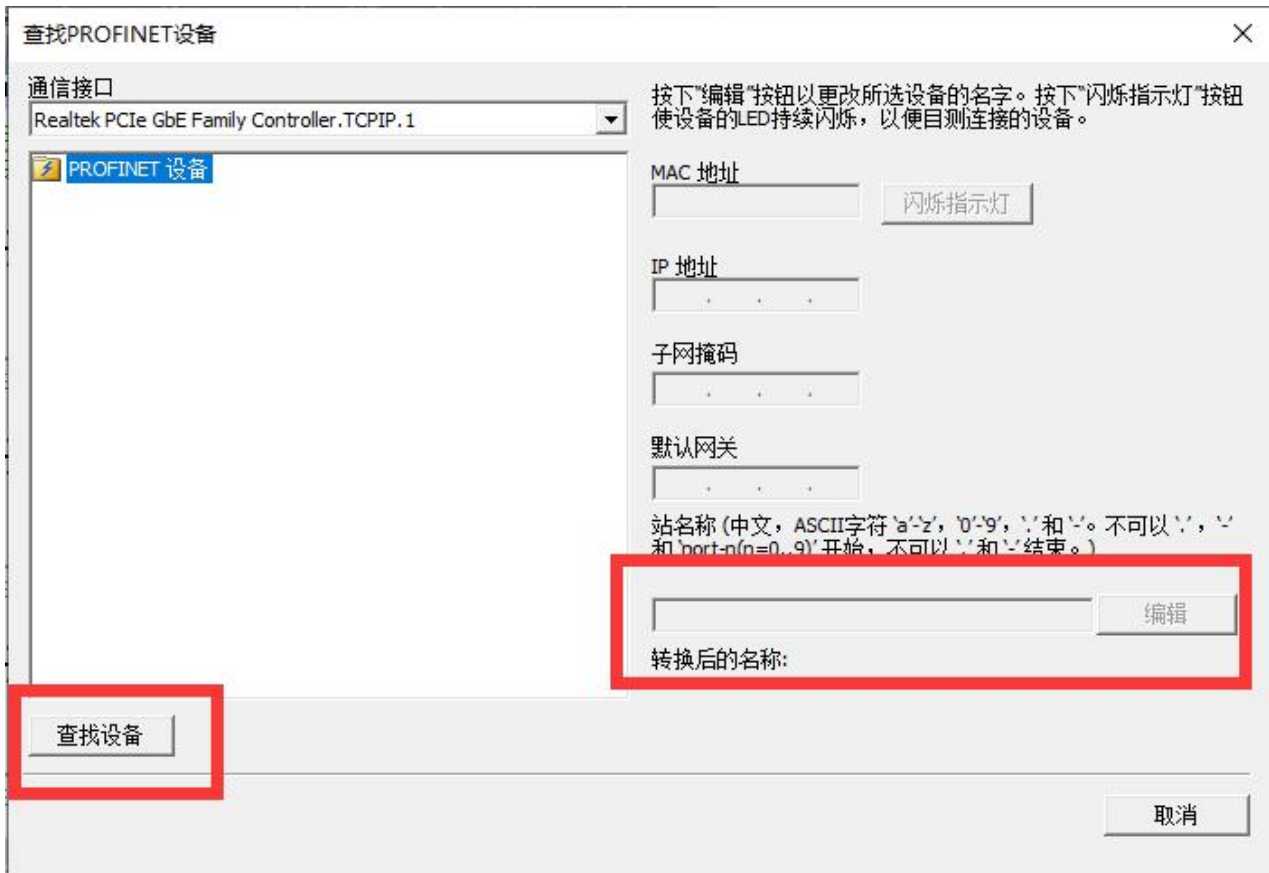 查找PROFINET设备
通信接口
Realtek PCIe GbE Family Controller.TCPIP.1
PROFINET 设备
查找设备
按下"编辑"按钮以更改所选设备的名字。按下"闪烁指示灯"按钮
使设备的LED持续闪烁，以便目测连接的设备。
MAC 地址
闪烁指示灯
IP 地址
子网掩码
默认网关
站名称 (中文，ASCII字符 'a'-'z'，'0'-'9'，'.' 和 '-'。不可以 '.'，'-'
和 'port-n(n=0..9)' 开始，不可以 '.' 和 '-' 结束。)
编辑
转换后的名称:
取消